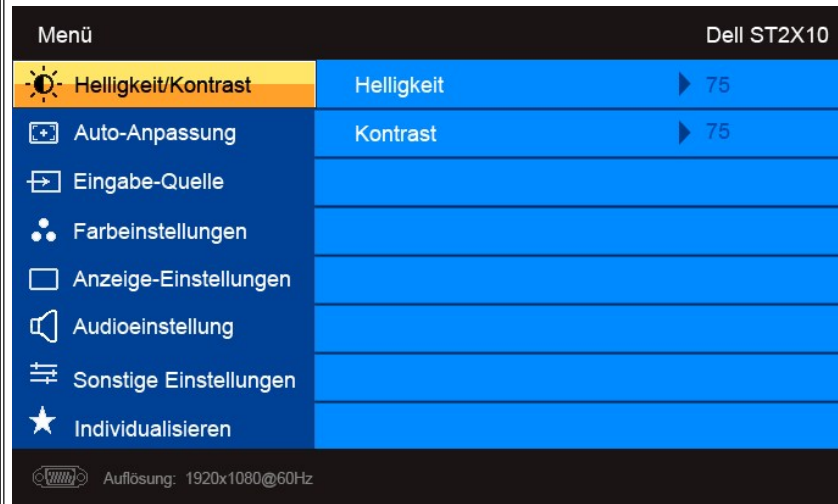 Menü Dell ST2X10
Helligkeit/Kontrast Helligkeit 75
Auto-Anpassung Kontrast 75
Eingabe-Quelle
Farbeinstellungen
Anzeige-Einstellungen
Audioeinstellung
Sonstige Einstellungen
Individualisieren
Auflösung: 1920x1080@60Hz